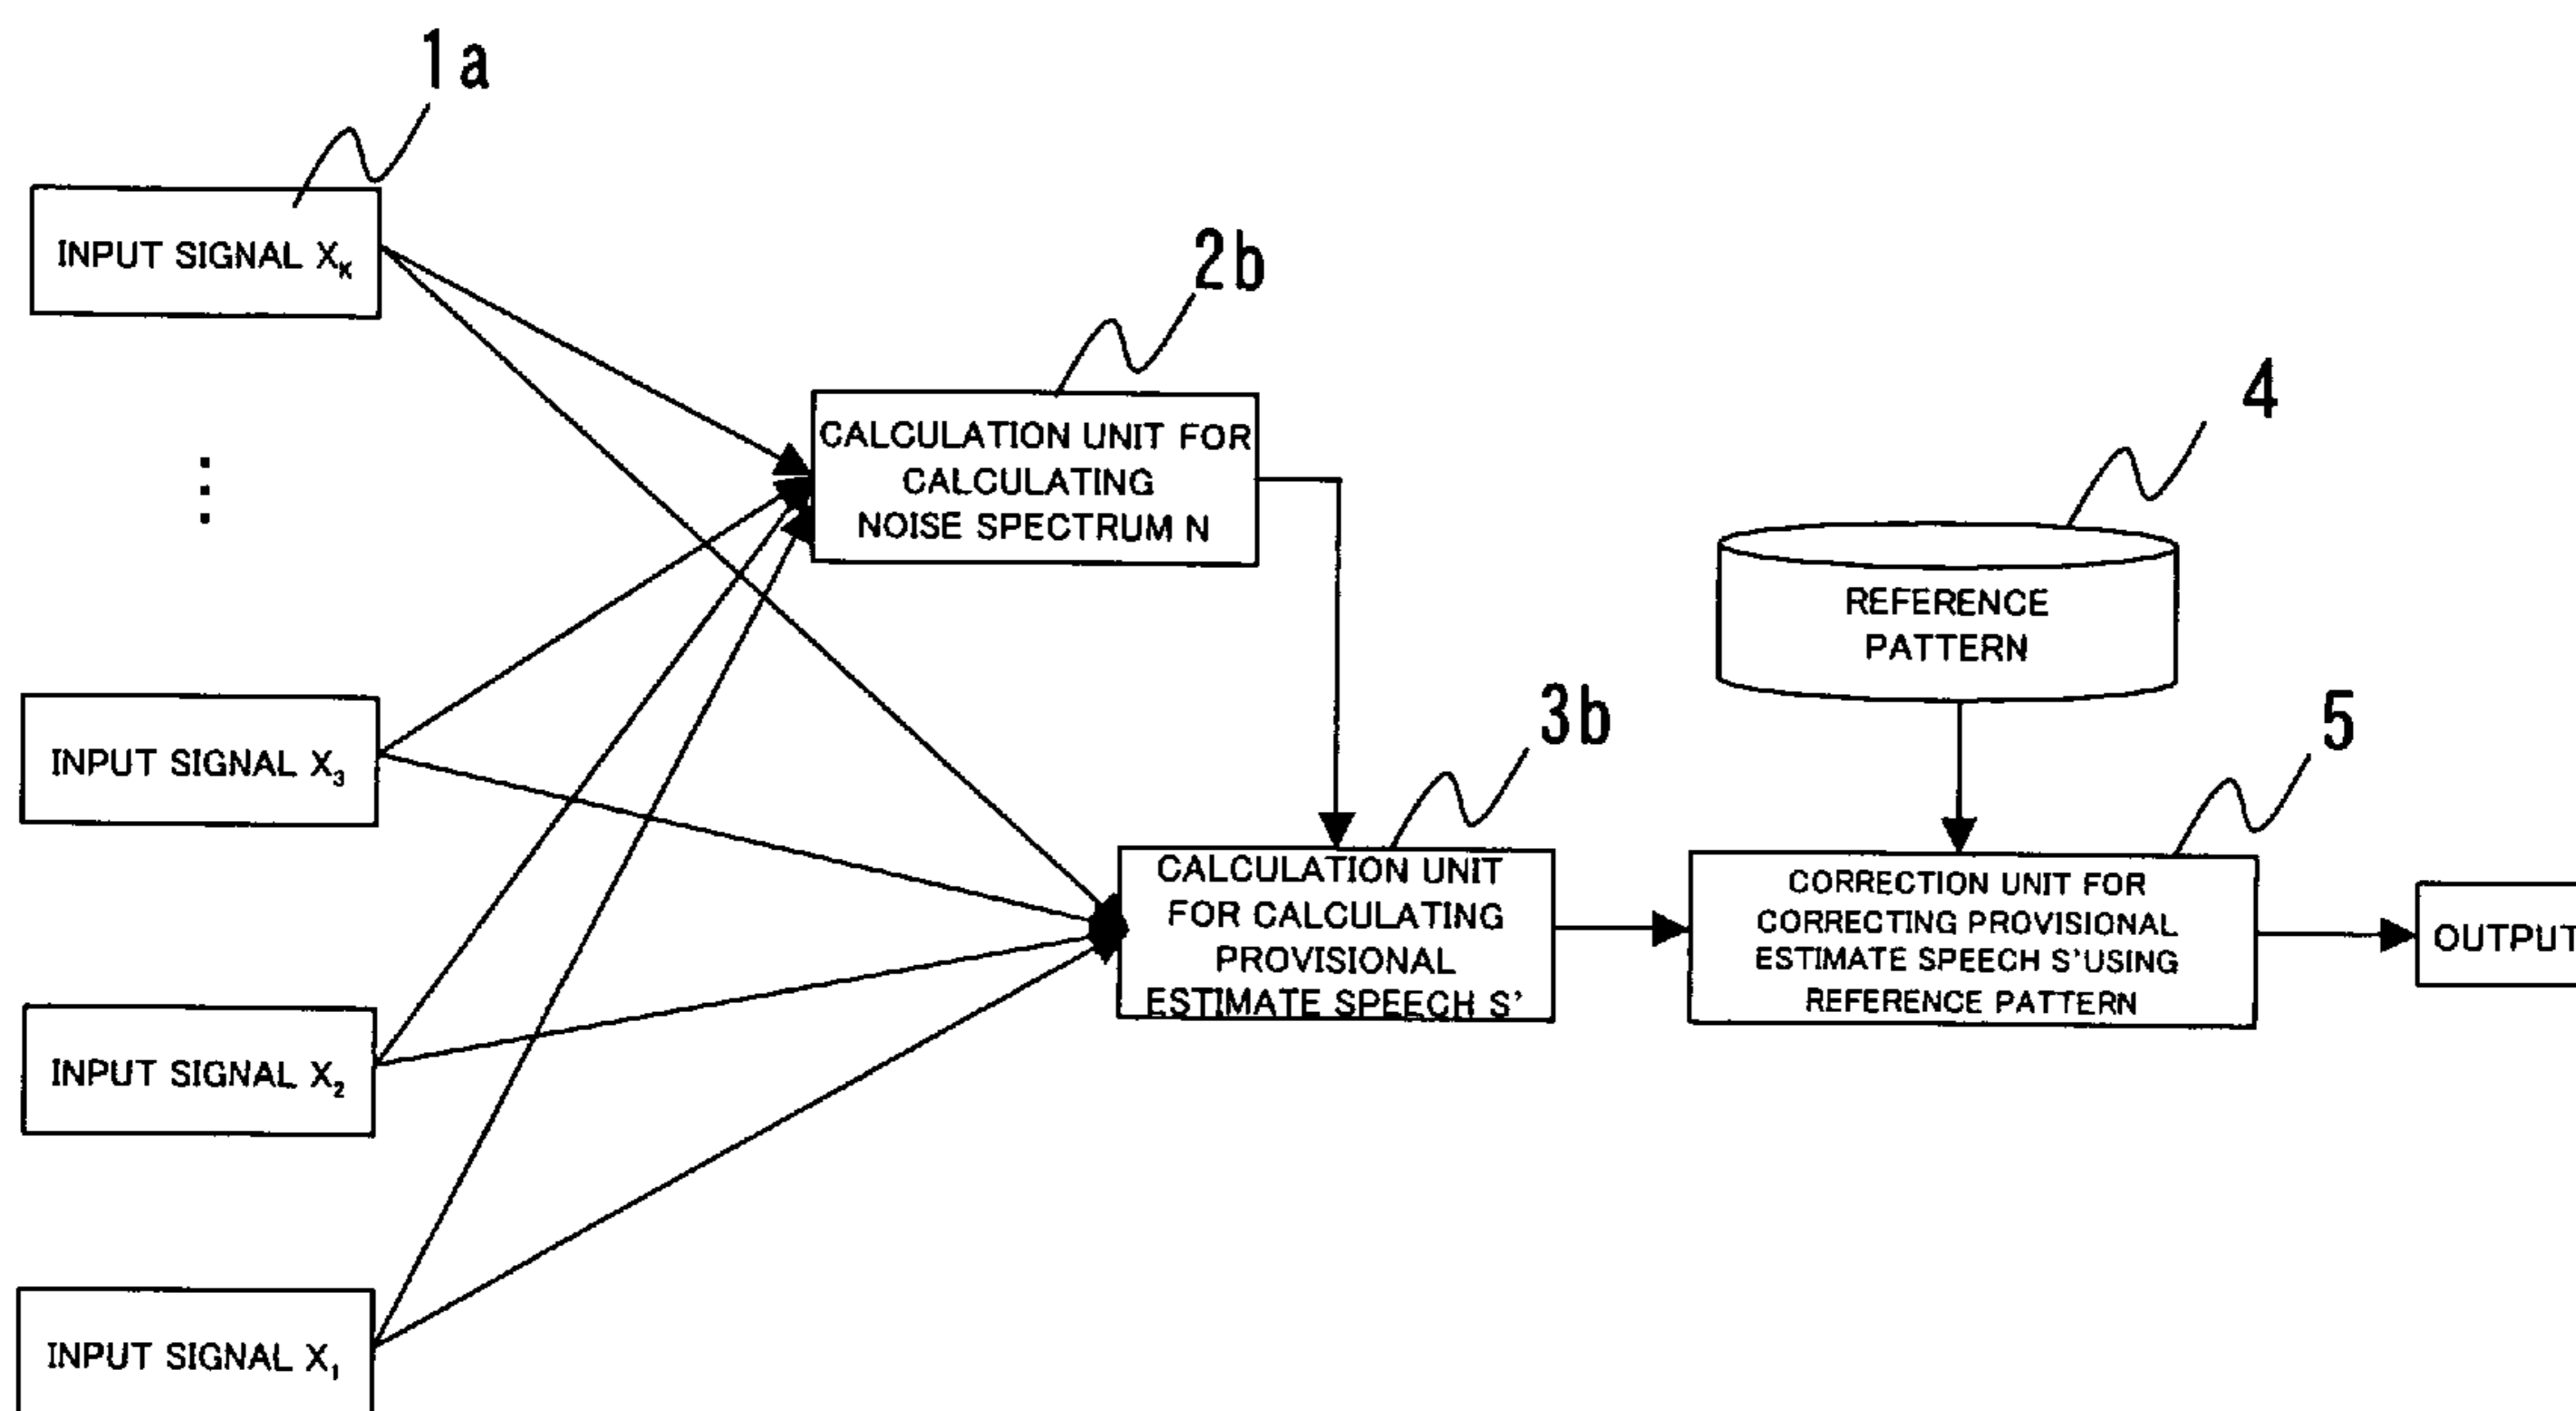 1a
INPUT SIGNAL XK
2b
CALCULATION UNIT FOR
CALCULATING
NOISE SPECTRUM N
4
REFERENCE
PATTERN
INPUT SIGNAL X3
3b
5
CALCULATION UNIT
FOR CALCULATING
PROVISIONAL
ESTIMATE SPEECH S'
CORRECTION UNIT FOR
CORRECTING PROVISIONAL
ESTIMATE SPEECH S'USING
REFERENCE PATTERN
OUTPUT
INPUT SIGNAL X2
INPUT SIGNAL X1